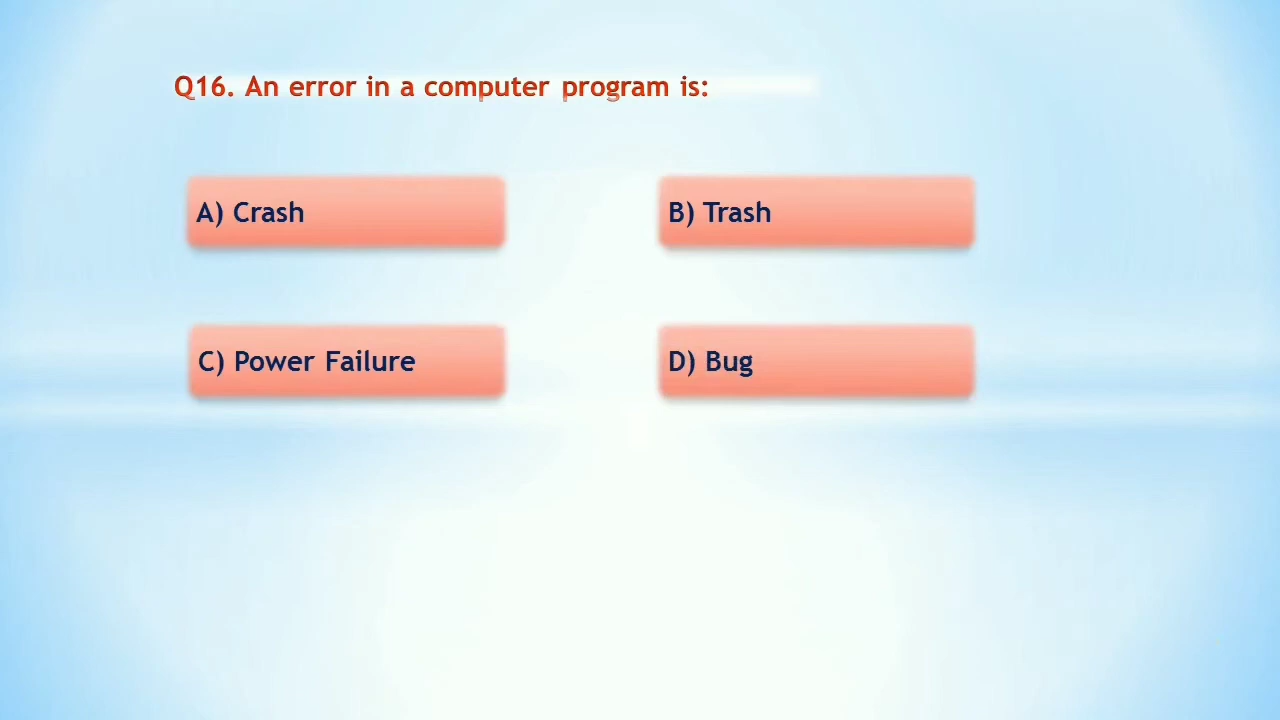 Q16. An error in a computer program is:
A) Crash
B) Trash
C) Power Failure
D) Bug